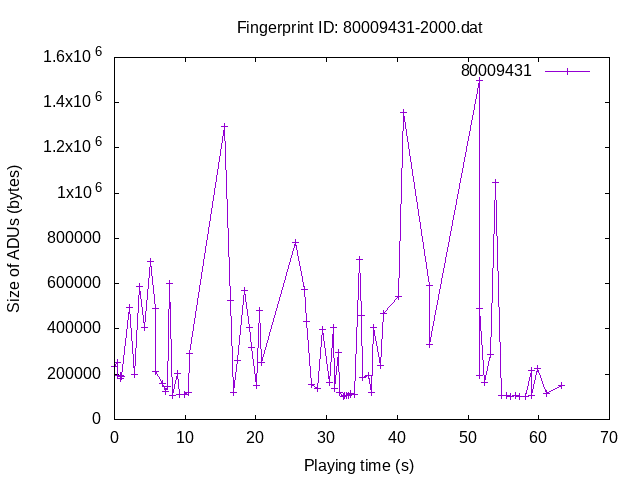 Fingerprint ID: 80009431-2000.dat
80009431
1.6x10^6
1.4x10^6
1.2x10^6
1x10^6
800000
600000
400000
200000
0
Size of ADUs (bytes)
0 10 20 30 40 50 60 70
Playing time (s)